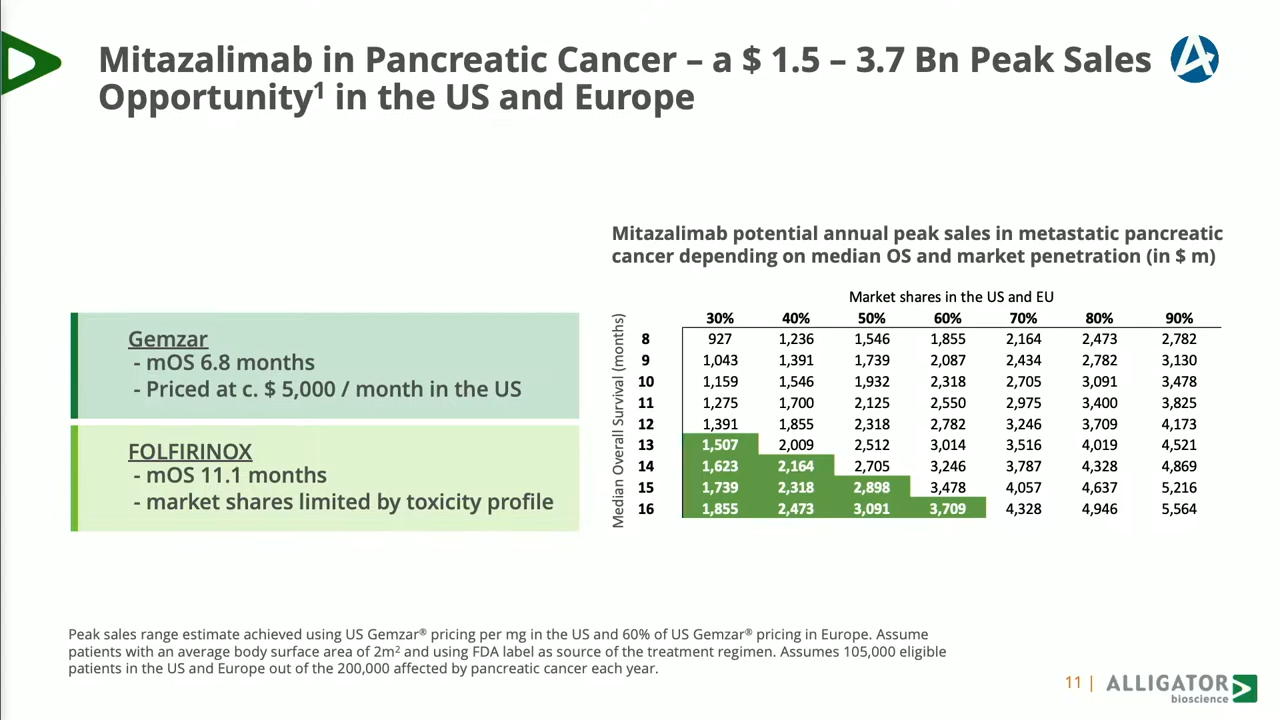 Mitazalimab in Pancreatic Cancer – a $ 1.5 – 3.7 Bn Peak Sales
Opportunity¹ in the US and Europe
Mitazalimab potential annual peak sales in metastatic pancreatic
cancer depending on median OS and market penetration (in $ m)
Gemzar
- mOS 6.8 months
- Priced at c. $ 5,000 / month in the US
FOLFIRINOX
- mOS 11.1 months
- market shares limited by toxicity profile
Market shares in the US and EU
Median Overall Survival (months)
30% 40% 50% 60% 70% 80% 90%
8 927 1,236 1,546 1,855 2,164 2,473 2,782
9 1,043 1,391 1,739 2,087 2,434 2,782 3,130
10 1,159 1,546 1,932 2,318 2,705 3,091 3,478
11 1,275 1,700 2,125 2,550 2,975 3,400 3,825
12 1,391 1,855 2,318 2,782 3,246 3,709 4,173
13 1,507 2,009 2,512 3,014 3,516 4,019 4,521
14 1,623 2,164 2,705 3,246 3,787 4,328 4,869
15 1,739 2,318 2,898 3,478 4,057 4,637 5,216
16 1,855 2,473 3,091 3,709 4,328 4,946 5,564
Peak sales range estimate achieved using US Gemzar® pricing per mg in the US and 60% of US Gemzar® pricing in Europe. Assume
patients with an average body surface area of 2m² and using FDA label as source of the treatment regimen. Assumes 105,000 eligible
patients in the US and Europe out of the 200,000 affected by pancreatic cancer each year.
11 |
ALLIGATOR
bioscience